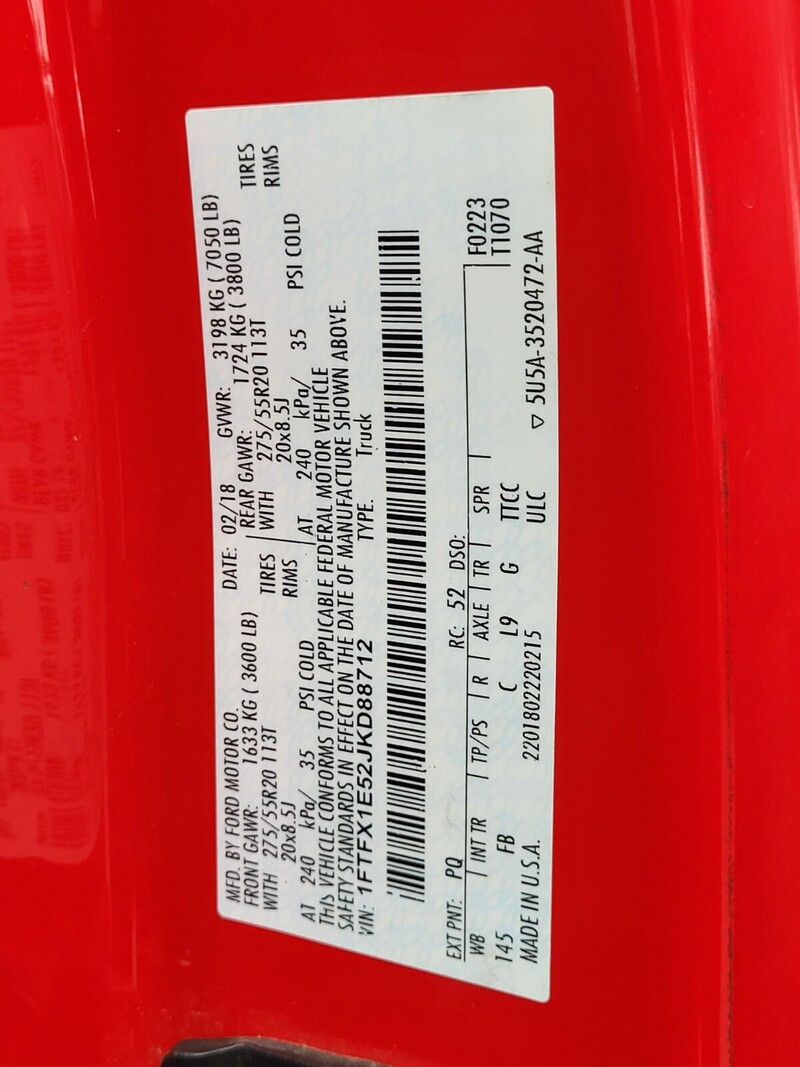 MFD. BY FORD MOTOR CO.
DATE: 02/18 GVWR: 3198 KG ( 7050 LB)
FRONT GAWR: 1633 KG ( 3600 LB) REAR GAWR: 1724 KG ( 3800 LB)
WITH 275/55R20 113T TIRES WITH 275/55R20 113T TIRES
20x8.5J RIMS 20x8.5J RIMS
AT 240 kPa/ 35 PSI COLD AT 240 kPa/ 35 PSI COLD
THIS VEHICLE CONFORMS TO ALL APPLICABLE FEDERAL MOTOR VEHICLE
SAFETY STANDARDS IN EFFECT ON THE DATE OF MANUFACTURE SHOWN ABOVE.
VIN: 1FTFX1E52JKD88712 TYPE. Truck
F0223
T1070
EXT PNT: PQ RC: 52 DSO:
WB INT TR TP/PS R AXLE TR SPR
145 FB C L9 G TTCC
MADE IN U.S.A. 2201802220215 ULC ▽ 5U5A-3520472-AA